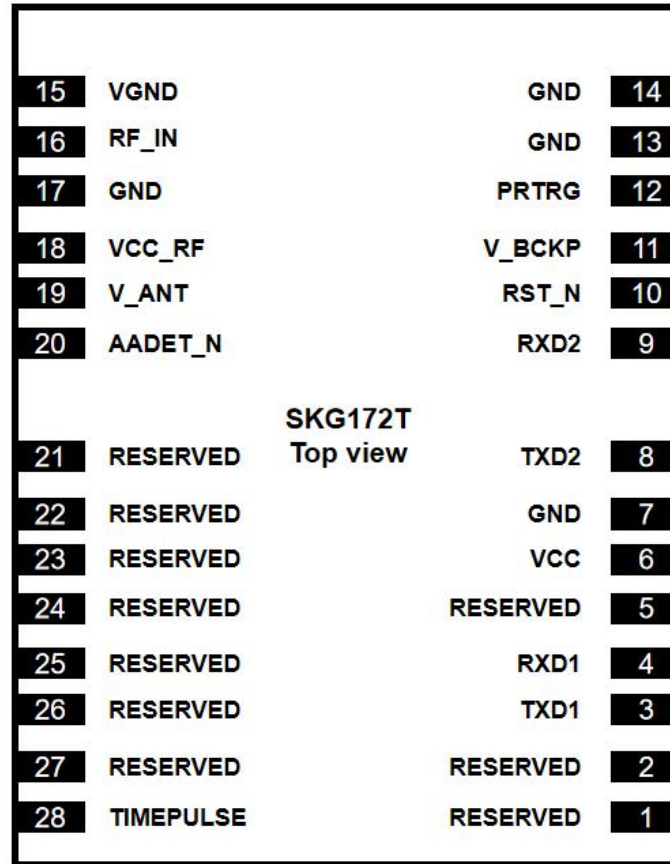 15 VGND GND 14
16 RF_IN GND 13
17 GND PRTRG 12
18 VCC_RF V_BCKP 11
19 V_ANT RST_N 10
20 AADET_N RXD2 9
SKG172T
Top view
21 RESERVED TXD2 8
22 RESERVED GND 7
23 RESERVED VCC 6
24 RESERVED RESERVED 5
25 RESERVED RXD1 4
26 RESERVED TXD1 3
27 RESERVED RESERVED 2
28 TIMEPULSE RESERVED 1